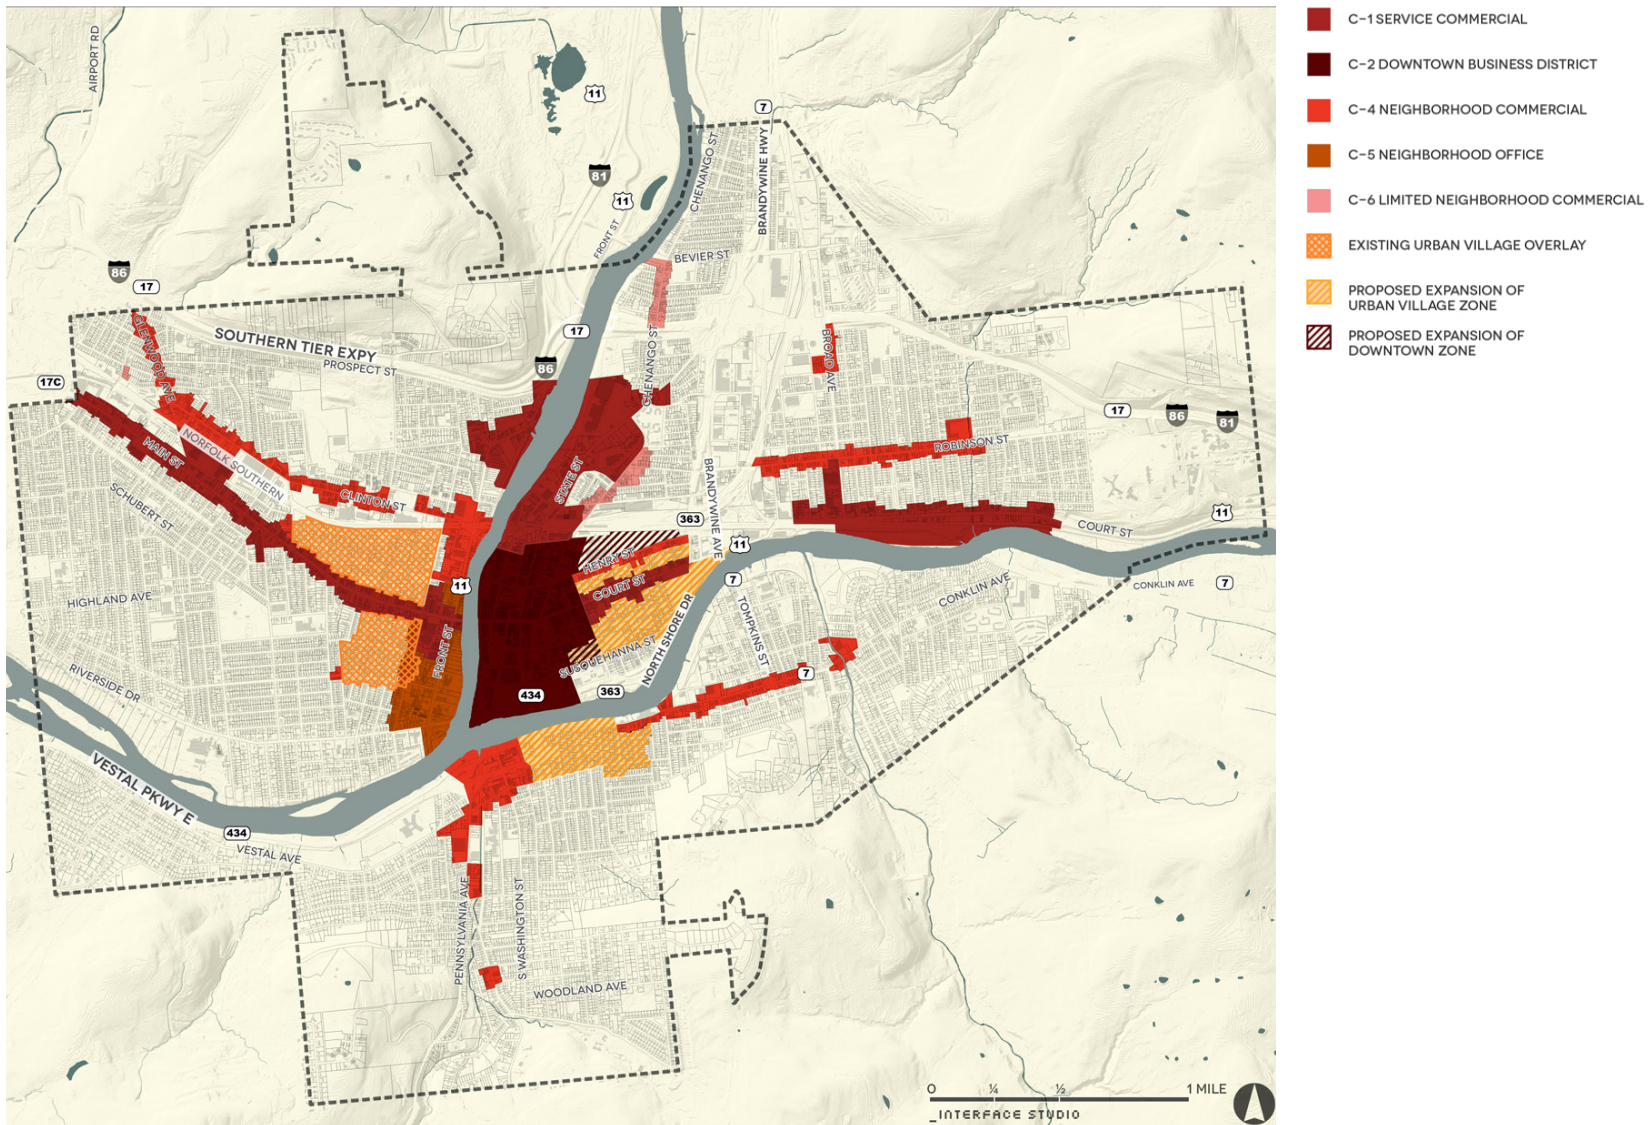 C-1 SERVICE COMMERCIAL
C-2 DOWNTOWN BUSINESS DISTRICT
C-4 NEIGHBORHOOD COMMERCIAL
C-5 NEIGHBORHOOD OFFICE
C-6 LIMITED NEIGHBORHOOD COMMERCIAL
EXISTING URBAN VILLAGE OVERLAY
PROPOSED EXPANSION OF
URBAN VILLAGE ZONE
PROPOSED EXPANSION OF
DOWNTOWN ZONE
AIRPORT RD
11
7
81
11
CHENANGO ST
BRANDYWINE HWY
FRONT ST
BEVIER ST
86
17
GLENWOOD AVE
SOUTHERN TIER EXPY
PROSPECT ST
17
86
CHENANGO ST
BROAD AVE
17C
17
86
81
MAIN ST
NORFOLK SOUTHERN
ROBINSON ST
SCHUBERT ST
CLINTON ST
STATE ST
BRANDYWINE AVE
363
11
COURT ST
11
HENRY ST
7
COURT ST
CONKLIN AVE
CONKLIN AVE
7
HIGHLAND AVE
11
FRONT ST
TOMPKINS ST
NORTH SHORE DR
SUSQUEHANNA ST
RIVERSIDE DR
434
363
7
VESTAL PKWY E
434
VESTAL AVE
PENNSYLVANIA AVE
S WASHINGTON ST
WOODLAND AVE
0 ¼ ½ 1 MILE
_INTERFACE STUDIO